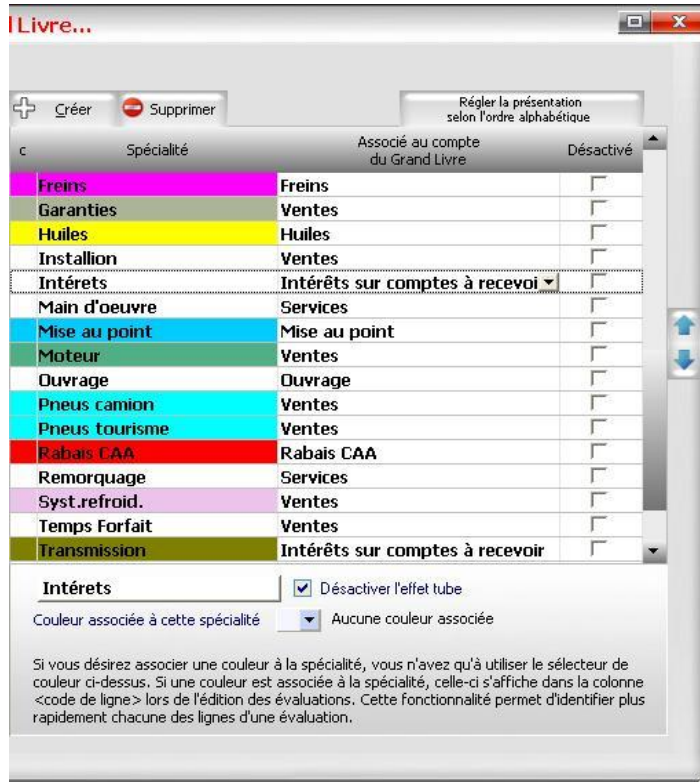 Livre...
Créer Supprimer Régler la présentation
selon l'ordre alphabétique
c Spécialité Associé au compte
du Grand Livre Désactivé
Freins Freins
Garanties Ventes
Huiles Huiles
Installion Ventes
Intérets Intérêts sur comptes à recevoi
Main d'oeuvre Services
Mise au point Mise au point
Moteur Ventes
Ouvrage Ouvrage
Pneus camion Ventes
Pneus tourisme Ventes
Rabais CAA Rabais CAA
Remorquage Services
Syst.refroid. Ventes
Temps Forfait Ventes
Transmission Intérêts sur comptes à recevoir
Intérets Désactiver l'effet tube
Couleur associée à cette spécialité Aucune couleur associée
Si vous désirez associer une couleur à la spécialité, vous n'avez qu'à utiliser le sélecteur de
couleur ci-dessus. Si une couleur est associée à la spécialité, celle-ci s'affiche dans la colonne
<code de ligne> lors de l'édition des évaluations. Cette fonctionnalité permet d'identifier plus
rapidement chacune des lignes d'une évaluation.